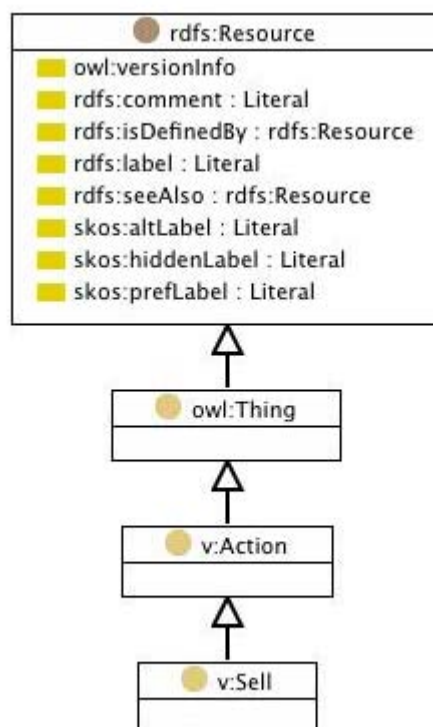 rdfs:Resource
owl:versionInfo
rdfs:comment : Literal
rdfs:isDefinedBy : rdfs:Resource
rdfs:label : Literal
rdfs:seeAlso : rdfs:Resource
skos:altLabel : Literal
skos:hiddenLabel : Literal
skos:prefLabel : Literal
owl:Thing
v:Action
v:Sell